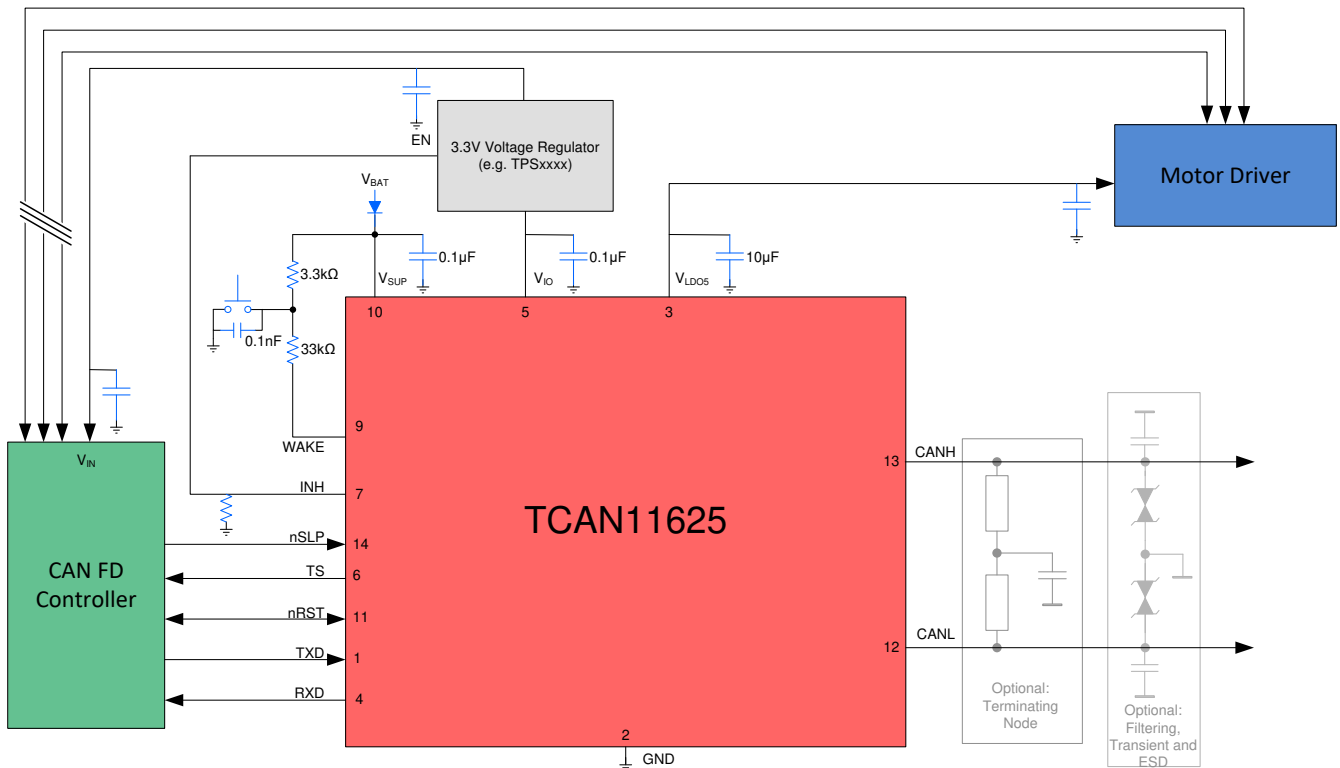 EN
3.3V Voltage Regulator
(e.g. TPSxxxx)
Motor Driver
VBAT
0.1µF
0.1µF
10µF
3.3kΩ
VSUP
VIO
VLDO5
10
5
3
0.1nF
33kΩ
9
WAKE
VIN
INH
7
CANH
13
TCAN11625
nSLP
14
TS
6
CAN FD
Controller
nRST
11
TXD
1
RXD
4
CANL
12
2
GND
Optional:
Terminating
Node
Optional:
Filtering,
Transient and
ESD